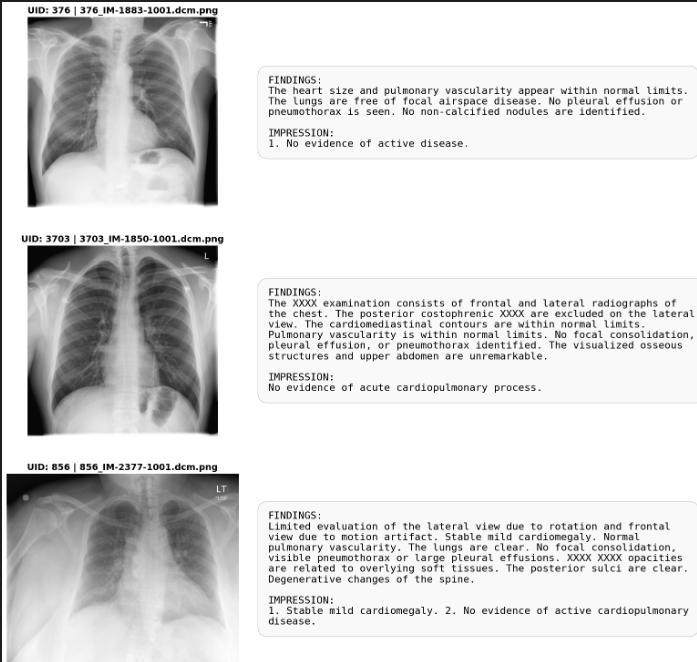 UID: 376 | 376_IM-1883-1001.dcm.png
FINDINGS:
The heart size and pulmonary vascularity appear within normal limits.
The lungs are free of focal airspace disease. No pleural effusion or
pneumothorax is seen. No non-calcified nodules are identified.
IMPRESSION:
1. No evidence of active disease.
UID: 3703 | 3703_IM-1850-1001.dcm.png
L
FINDINGS:
The XXXX examination consists of frontal and lateral radiographs of
the chest. The posterior costophrenic XXXX are excluded on the lateral
view. The cardiomediastinal contours are within normal limits.
Pulmonary vascularity is within normal limits. No focal consolidation,
pleural effusion, or pneumothorax identified. The visualized osseous
structures and upper abdomen are unremarkable.
IMPRESSION:
No evidence of acute cardiopulmonary process.
UID: 856 | 856_IM-2377-1001.dcm.png
LT
FINDINGS:
Limited evaluation of the lateral view due to rotation and frontal
view due to motion artifact. Stable mild cardiomegaly. Normal
pulmonary vascularity. The lungs are clear. No focal consolidation,
visible pneumothorax or large pleural effusions. XXXX XXXX opacities
are related to overlying soft tissues. The posterior sulci are clear.
Degenerative changes of the spine.
IMPRESSION:
1. Stable mild cardiomegaly. 2. No evidence of active cardiopulmonary
disease.